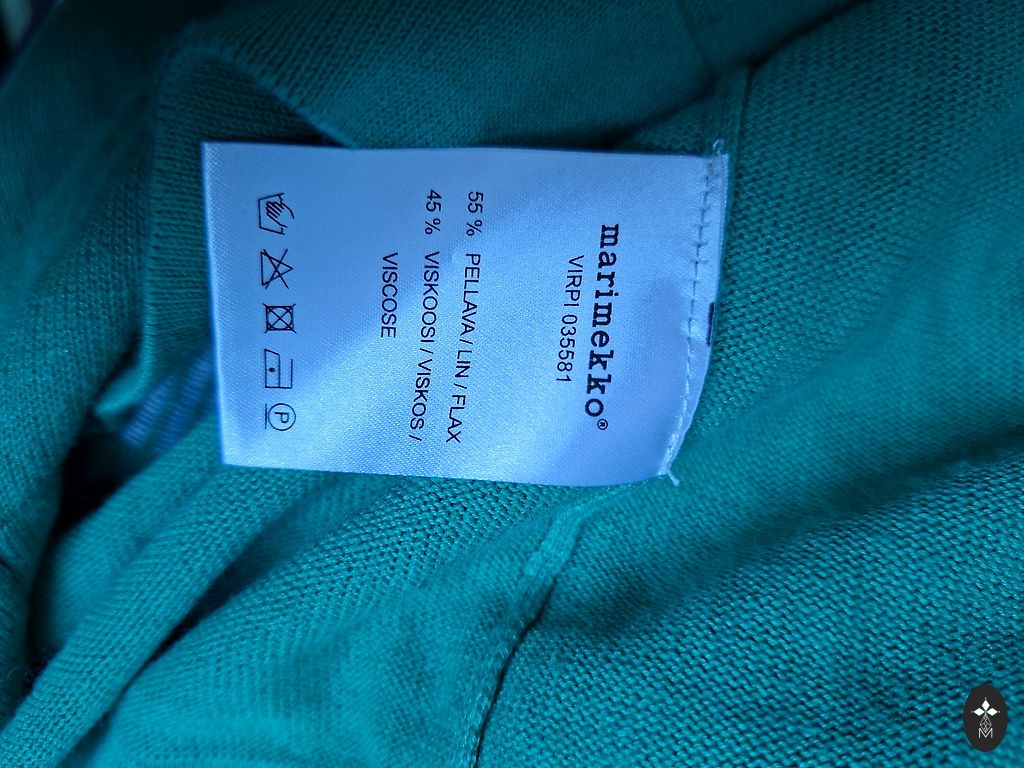 marimekko®
VIRPI 035581
55 % PELLAVA / LIN / FLAX
45 % VISKOOSI / VISKOS /
VISCOSE
P
M